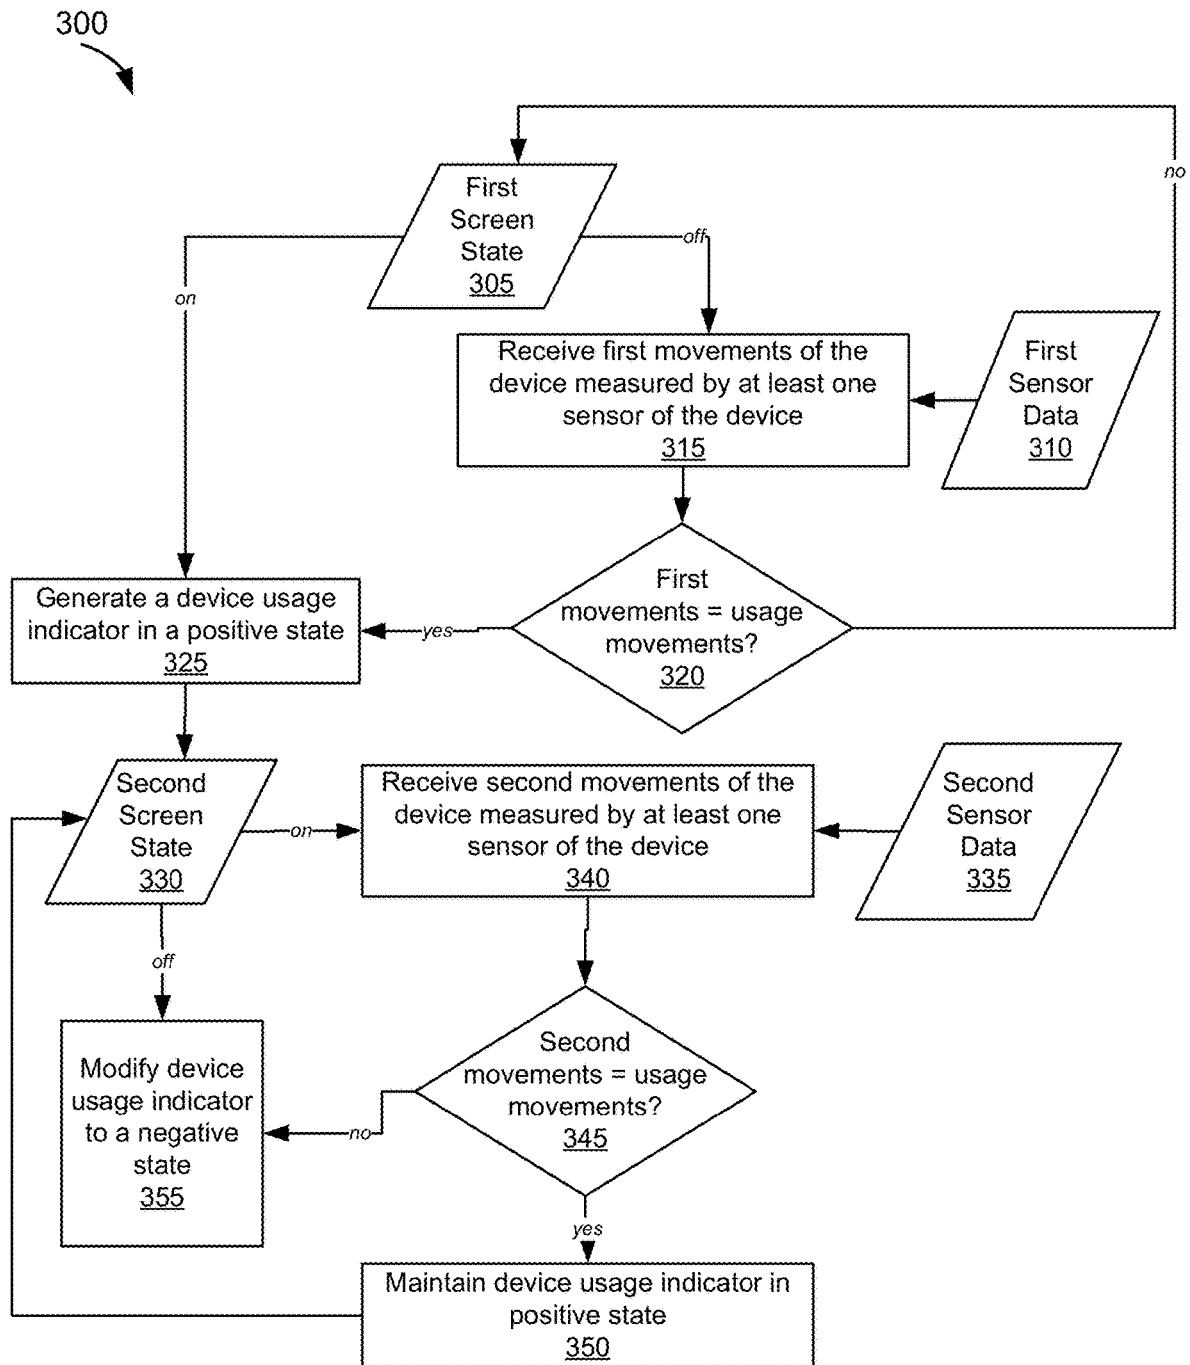 300
no
First
Screen
State
305
off
on
Receive first movements of the
device measured by at least one
sensor of the device
315
First
Sensor
Data
310
First
movements = usage
movements?
320
yes
Generate a device usage
indicator in a positive state
325
Second
Screen
State
330
on
Receive second movements of the
device measured by at least one
sensor of the device
340
Second
Sensor
Data
335
off
Second
movements = usage
movements?
345
no
Modify device
usage indicator
to a negative
state
355
yes
Maintain device usage indicator in
positive state
350